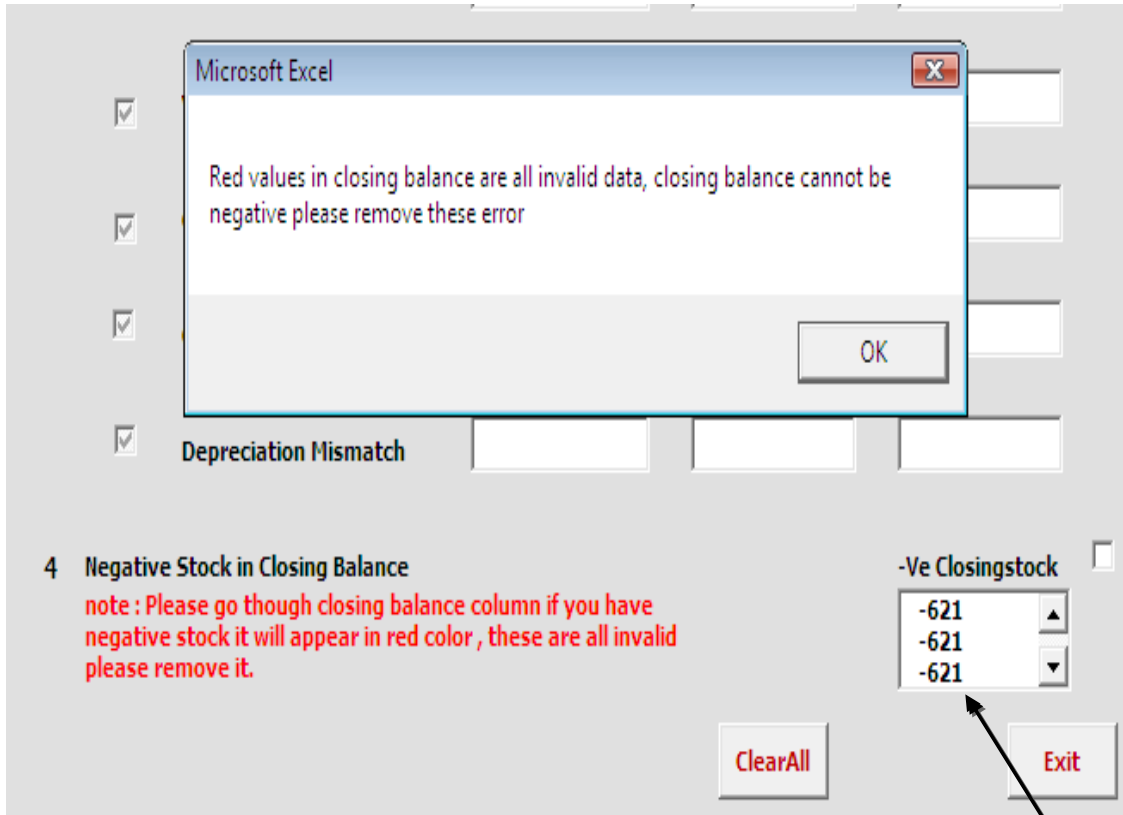 Microsoft Excel
Red values in closing balance are all invalid data, closing balance cannot be
negative please remove these error
OK
Depreciation Mismatch
4 Negative Stock in Closing Balance
-Ve Closingstock
note : Please go though closing balance column if you have
negative stock it will appear in red color , these are all invalid
please remove it.
-621
-621
-621
ClearAll
Exit